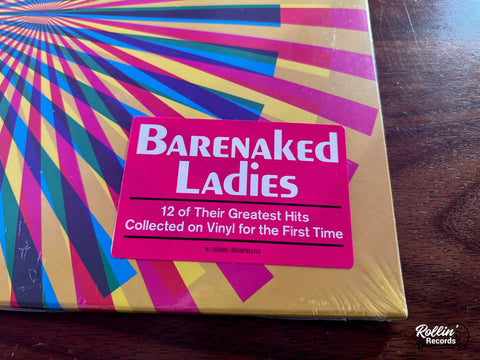 BARENAKED
LADIES
12 of Their Greatest Hits
Collected on Vinyl for the First Time
Rollin'
Records